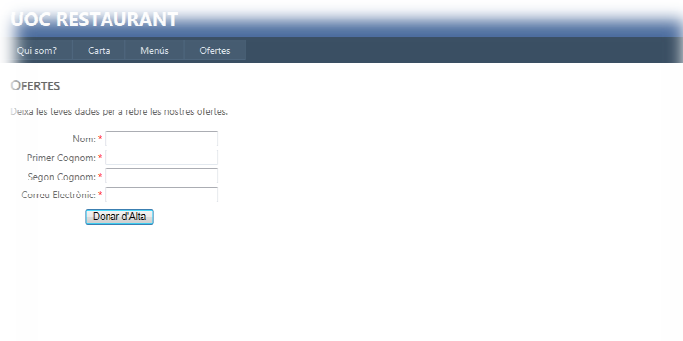 UOC RESTAURANT
Qui som? Carta Menús Ofertes
OFERTES
Deixa les teves dades per a rebre les nostres ofertes.
Nom: *
Primer Cognom: *
Segon Cognom: *
Correu Electrònic: *
Donar d'Alta